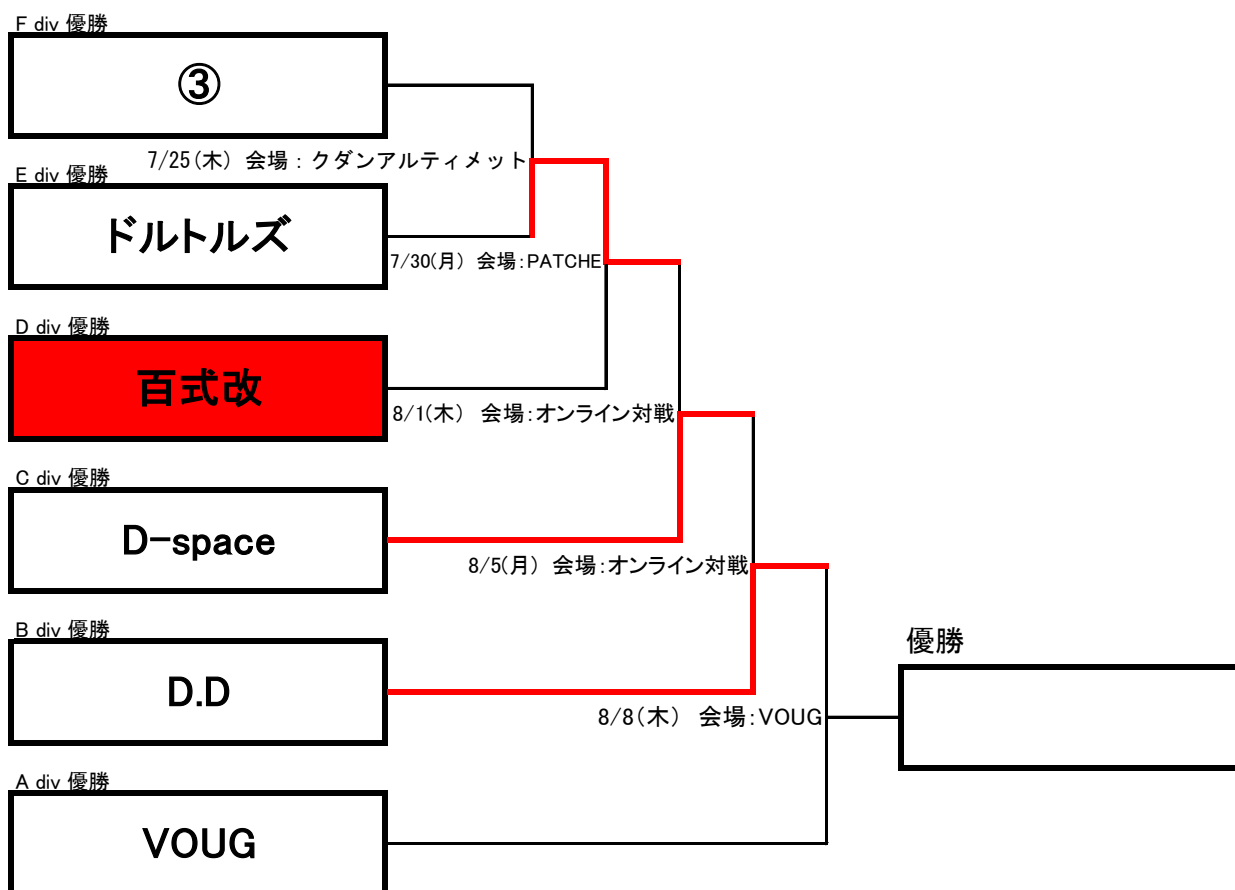 F div 優勝
③
7/25(木) 会場：クダンアルティメット
E div 優勝
ドルトルズ
7/30(月) 会場：PATCHE
D div 優勝
百式改
8/1(木) 会場：オンライン対戦
C div 優勝
D-space
8/5(月) 会場：オンライン対戦
B div 優勝
D.D
優勝
8/8(木) 会場：VOUG
A div 優勝
VOUG